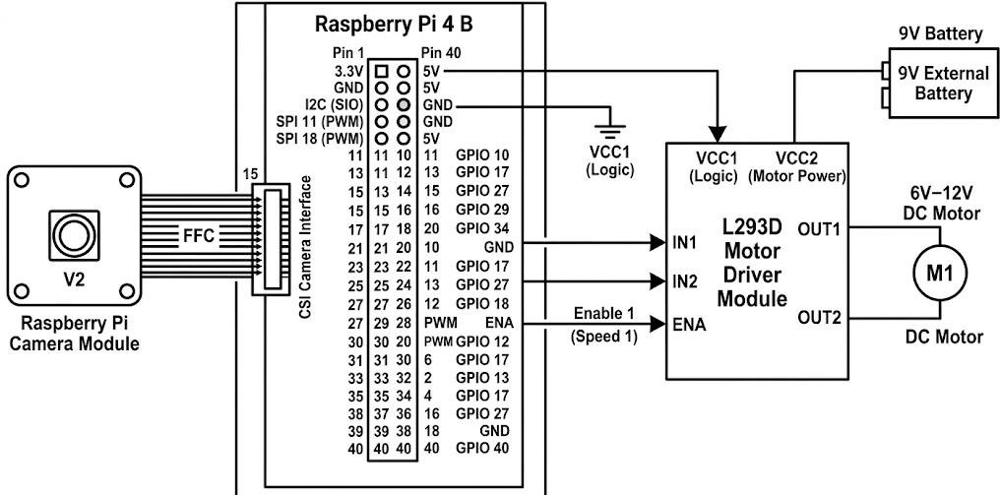 Raspberry Pi 4 B
Pin 1 Pin 40
3.3V 5V
GND 5V
I2C (SIO) GND
SPI 11 (PWM) GND
SPI 18 (PWM) 5V
11 11 10 11 GPIO 10
13 11 12 13 GPIO 17
15 13 14 15 GPIO 27
15 15 16 16 GPIO 29
17 17 18 20 GPIO 34
21 21 20 10 GND
23 23 22 11 GPIO 17
25 25 24 13 GPIO 27
27 27 26 12 GPIO 18
27 29 28 PWM ENA
30 30 20 PWM GPIO 12
31 31 30 6 GPIO 17
33 33 32 2 GPIO 13
35 35 34 4 GPIO 17
38 37 36 16 GPIO 27
39 39 38 18 GND
40 40 40 40 GPIO 40
15
CSI Camera Interface
FFC
V2
Raspberry Pi
Camera Module
VCC1
(Logic)
Enable 1
(Speed 1)
9V Battery
9V External
Battery
VCC1
(Logic)
VCC2
(Motor Power)
L293D
Motor
Driver
Module
IN1
IN2
ENA
OUT1
OUT2
6V–12V
DC Motor
M1
DC Motor